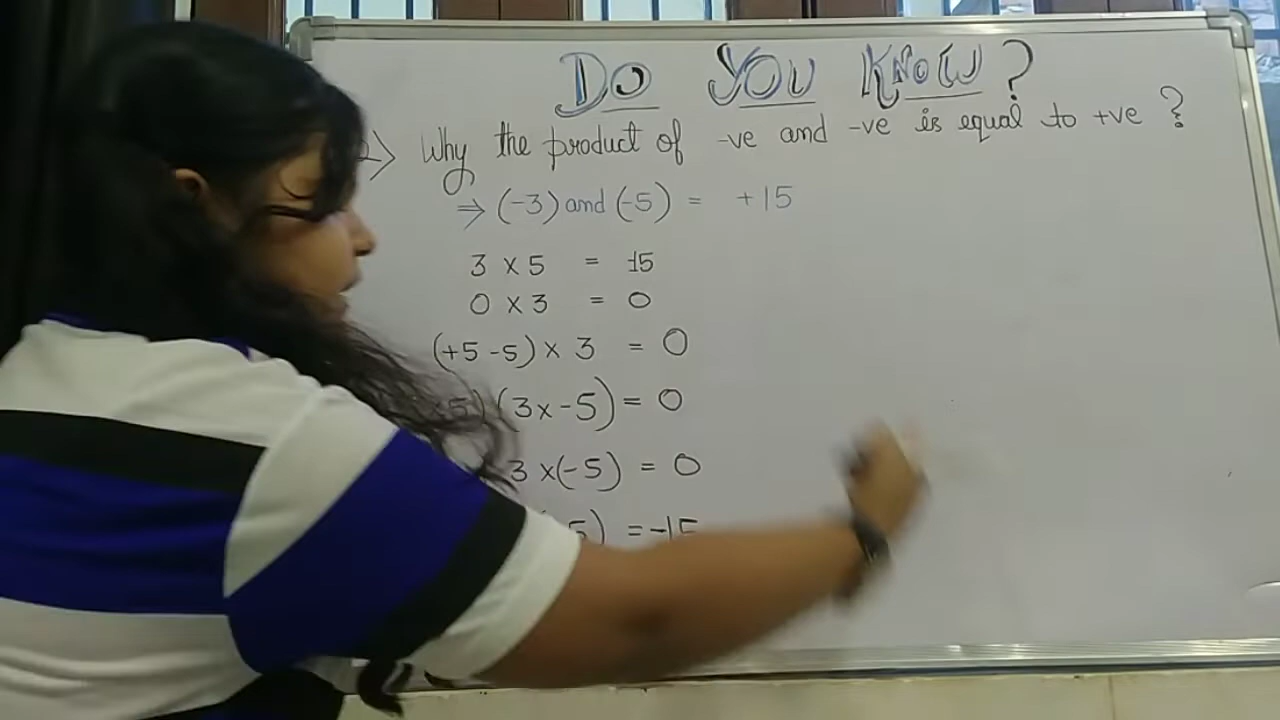 DO YOU KNOW?
> Why the product of -ve and -ve is equal to +ve ?
⇒ (-3) and (-5) = +15
3 × 5 = 15
0 × 3 = 0
(+5 -5) × 3 = 0
5) (3×-5) = 0
3 ×(-5) = 0
5) = -15